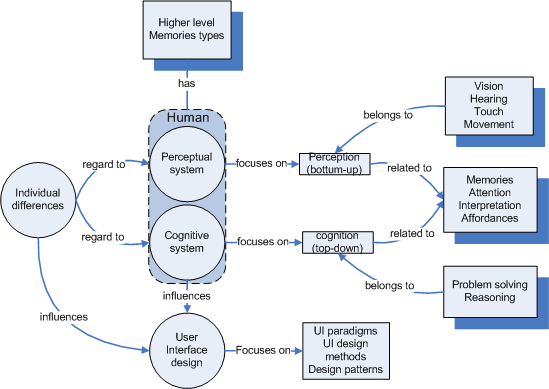 Higher level
Memories types
has
Human
Vision
Hearing
Touch
Movement
belongs to
regard to
Perceptual
system
focuses on
Perception
(bottum-up)
related to
Individual
differences
Memories
Attention
Interpretation
Affordances
regard to
Cognitive
system
focuses on
cognition
(top-down)
related to
belongs to
Problem solving
Reasoning
influences
influences
User
Interface
design
Focuses on
UI paradigms
UI design
methods
Design patterns